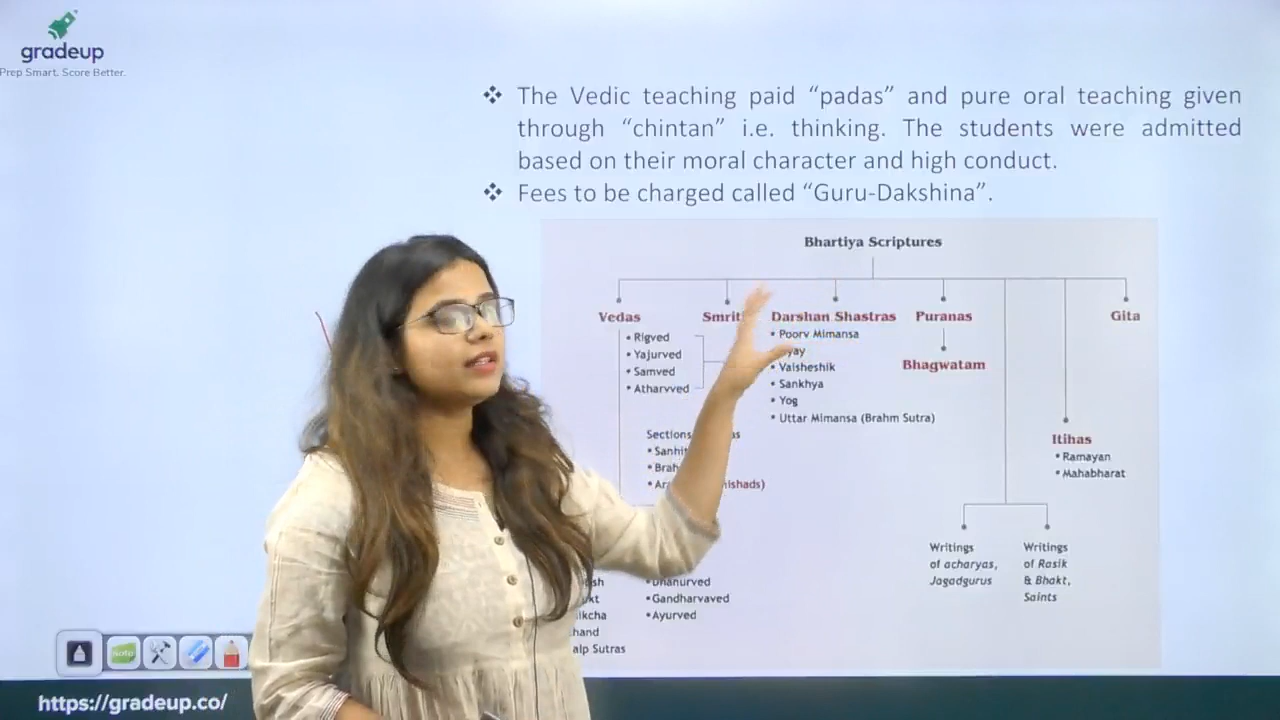 gradeup
Prep Smart. Score Better.
❖ The Vedic teaching paid “padas” and pure oral teaching given
through “chintan” i.e. thinking. The students were admitted
based on their moral character and high conduct.
❖ Fees to be charged called “Guru-Dakshina”.
Bhartiya Scriptures
Vedas
• Rigved
• Yajurved
• Samved
• Atharvved
Darshan Shastras
• Poorv Mimansa
• Vaisheshik
• Sankhya
• Yog
• Uttar Mimansa (Brahm Sutra)
Puranas
Bhagwatam
Gita
Itihas
• Ramayan
• Mahabharat
Sections
• Dhanurved
• Gandharvaved
• Ayurved
Sutras
Writings
of acharyas,
Jagadgurus
Writings
of Rasik
& Bhakt,
Saints
note
https://gradeup.co/